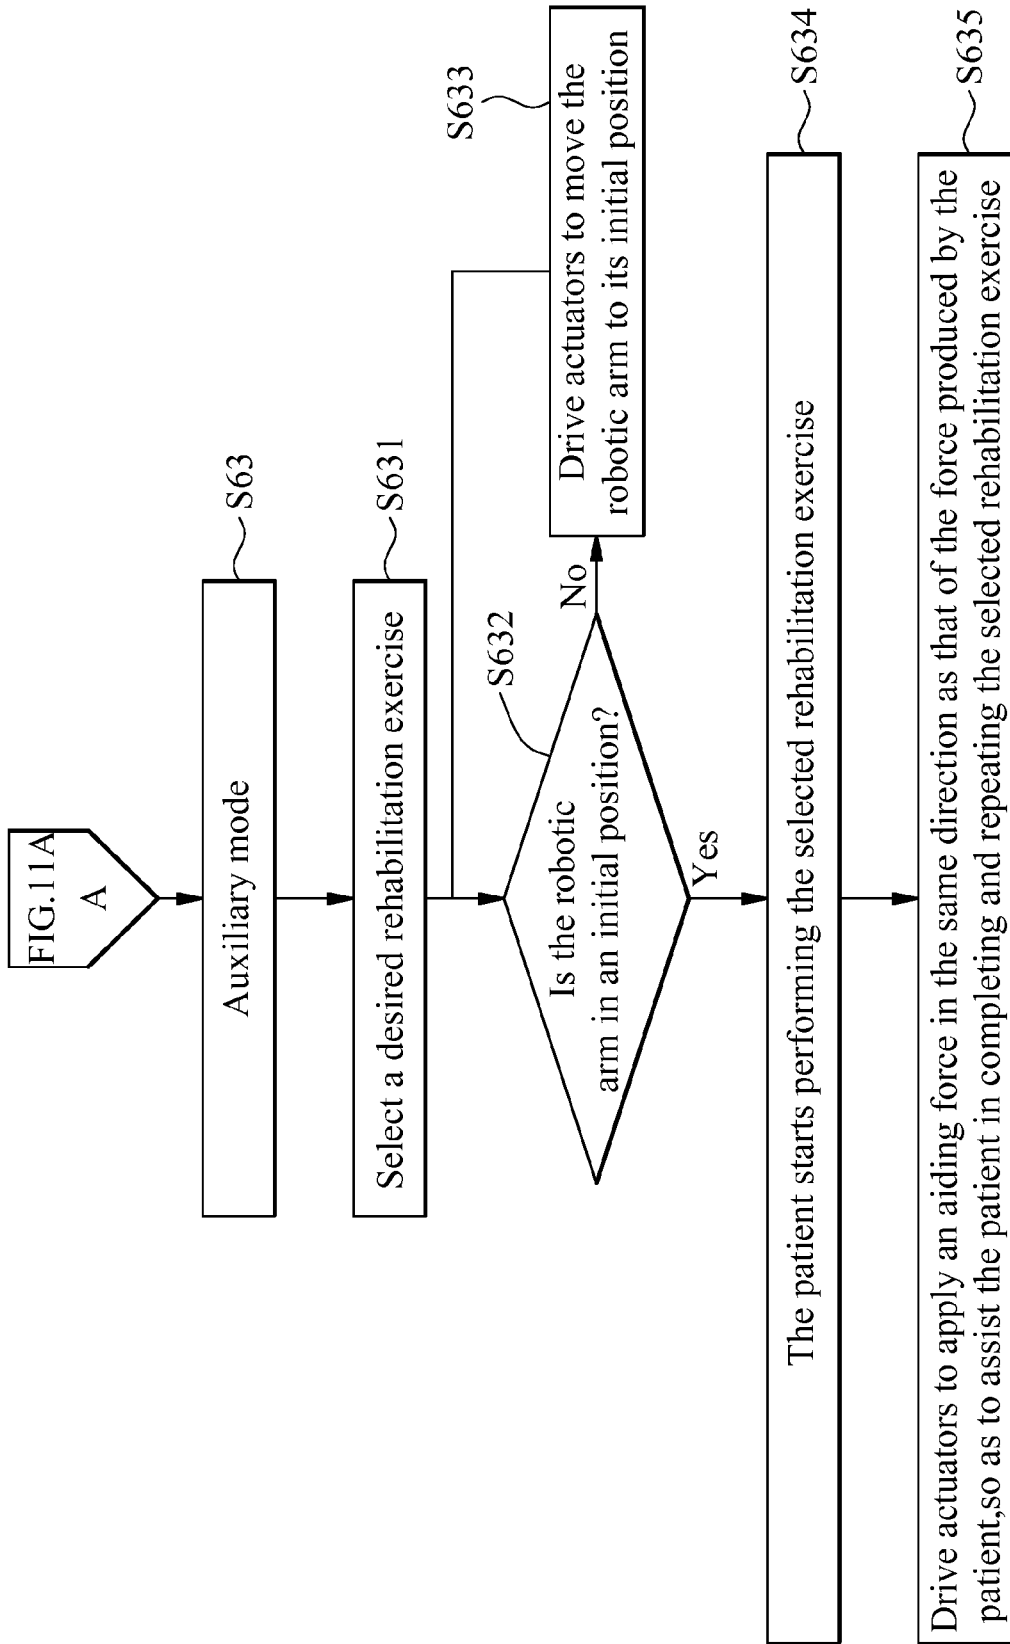 FIG.11A
A
Auxiliary mode
S63
Select a desired rehabilitation exercise
S631
Is the robotic
arm in an initial position?
S632
No
Drive actuators to move the
robotic arm to its initial position
S633
Yes
The patient starts performing the selected rehabilitation exercise
S634
Drive actuators to apply an aiding force in the same direction as that of the force produced by the
patient,so as to assist the patient in completing and repeating the selected rehabilitation exercise
S635